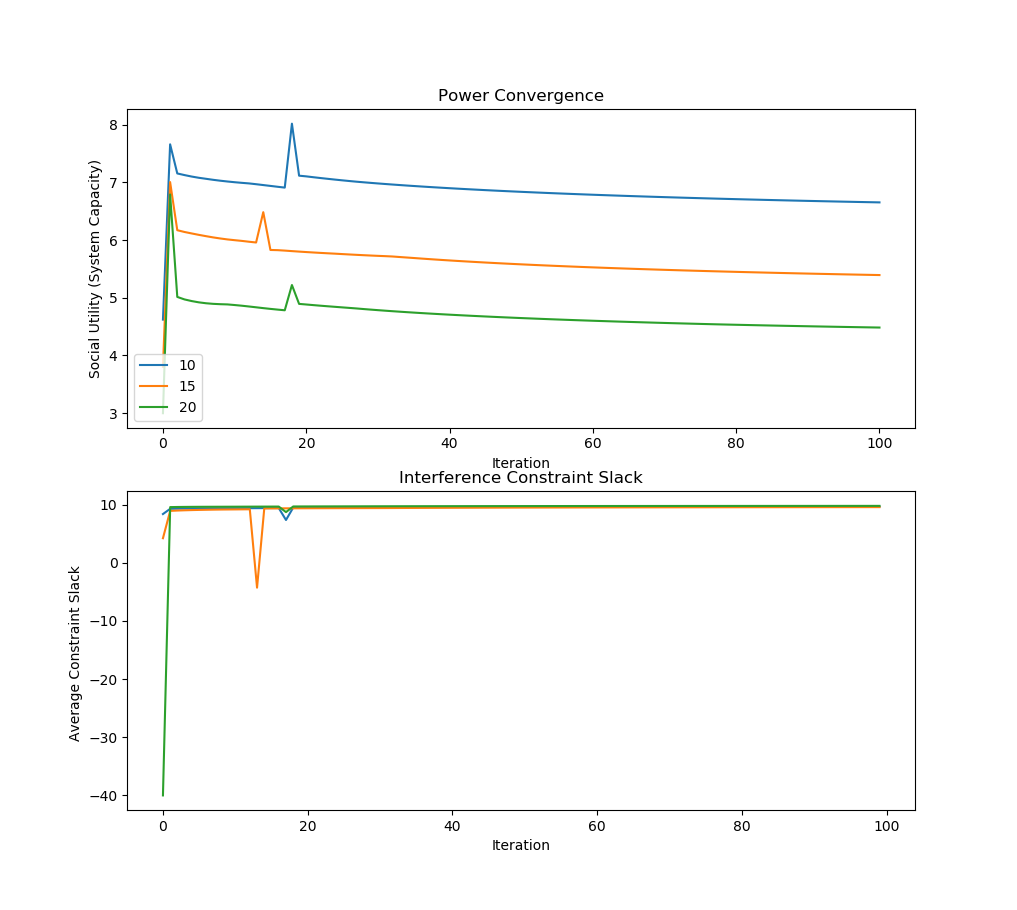 Power Convergence
Social Utility (System Capacity)
8
7
6
5
4
3
10
15
20
0 20 40 60 80 100
Iteration
Interference Constraint Slack
Average Constraint Slack
10
0
−10
−20
−30
−40
0 20 40 60 80 100
Iteration